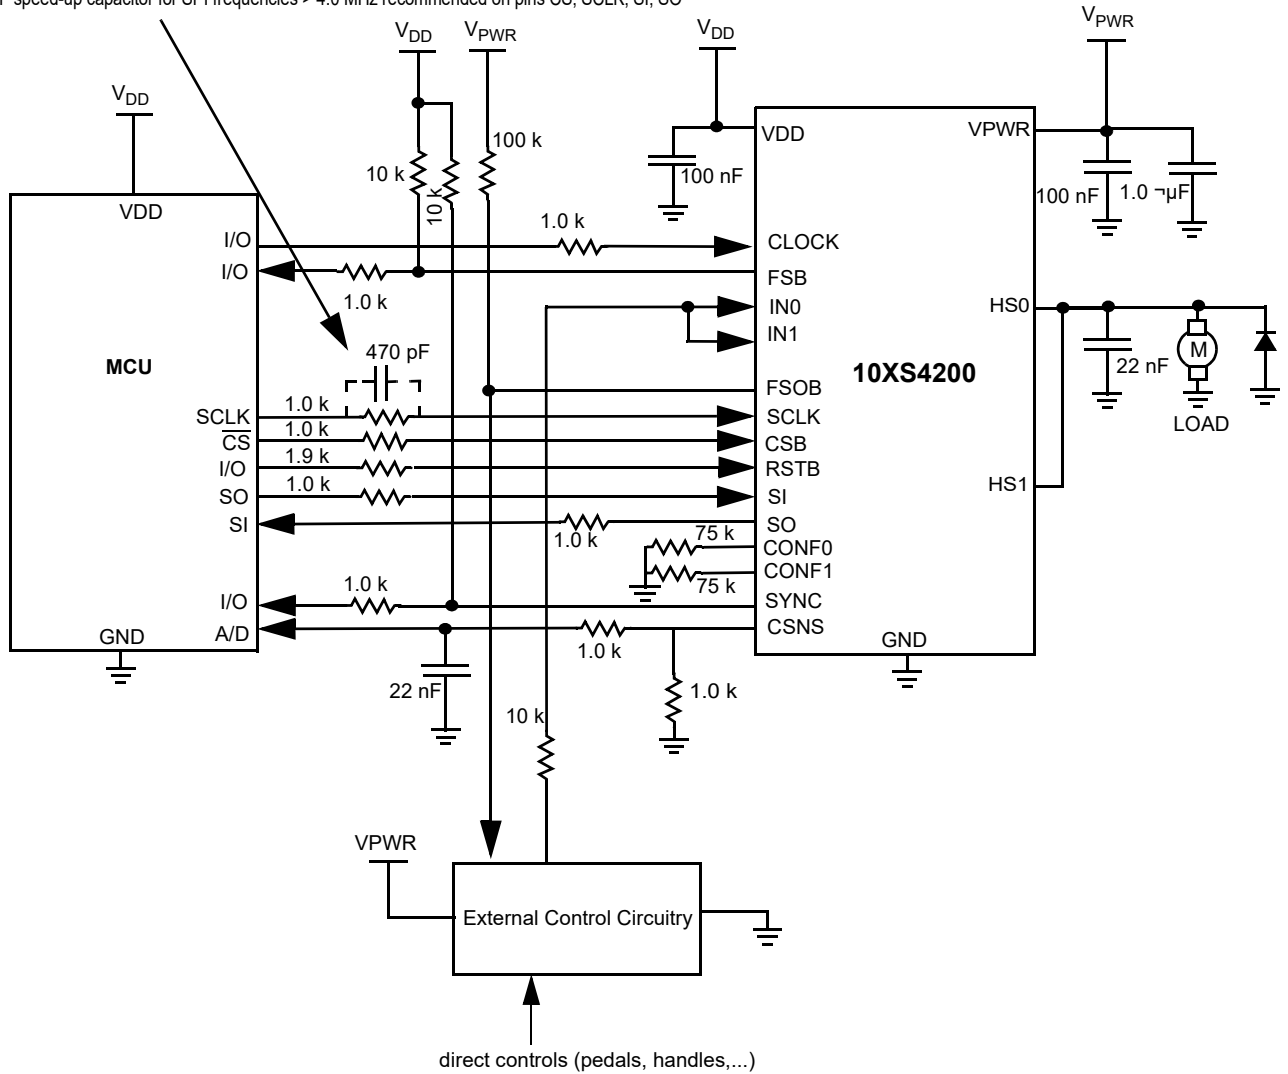 speed-up capacitor for SPI frequencies > 4.0 MHz recommended on pins CS, SCLK, SI, SO
VDD
VPWR
VDD
VPWR
VDD
100 k
10 k
10 k
VDD
VPWR
100 nF
100 nF
1.0 ¬µF
VDD
1.0 k
I/O
CLOCK
I/O
FSB
1.0 k
IN0
HS0
IN1
470 pF
MCU
10XS4200
22 nF
M
LOAD
FSOB
1.0 k
SCLK
SCLK
1.0 k
CS
CSB
1.9 k
I/O
RSTB
1.0 k
SO
SI
HS1
SI
SO
1.0 k
75 k
CONF0
CONF1
75 k
1.0 k
I/O
SYNC
A/D
CSNS
GND
1.0 k
GND
22 nF
1.0 k
10 k
VPWR
External Control Circuitry
direct controls (pedals, handles,...)